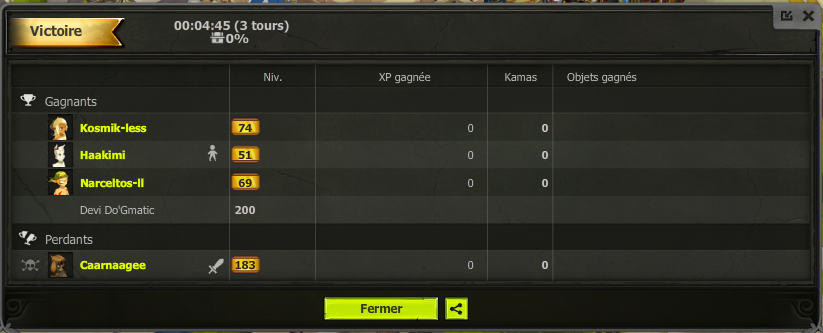 Victoire
00:04:45 (3 tours)
0%
Niv. XP gagnée Kamas Objets gagnés
Gagnants
Kosmik-less 74 0 0
Haakimi 51 0 0
Narceltos-II 69 0 0
Devi Do'Gmatic 200
Perdants
Caarnaagee 183 0 0
Fermer